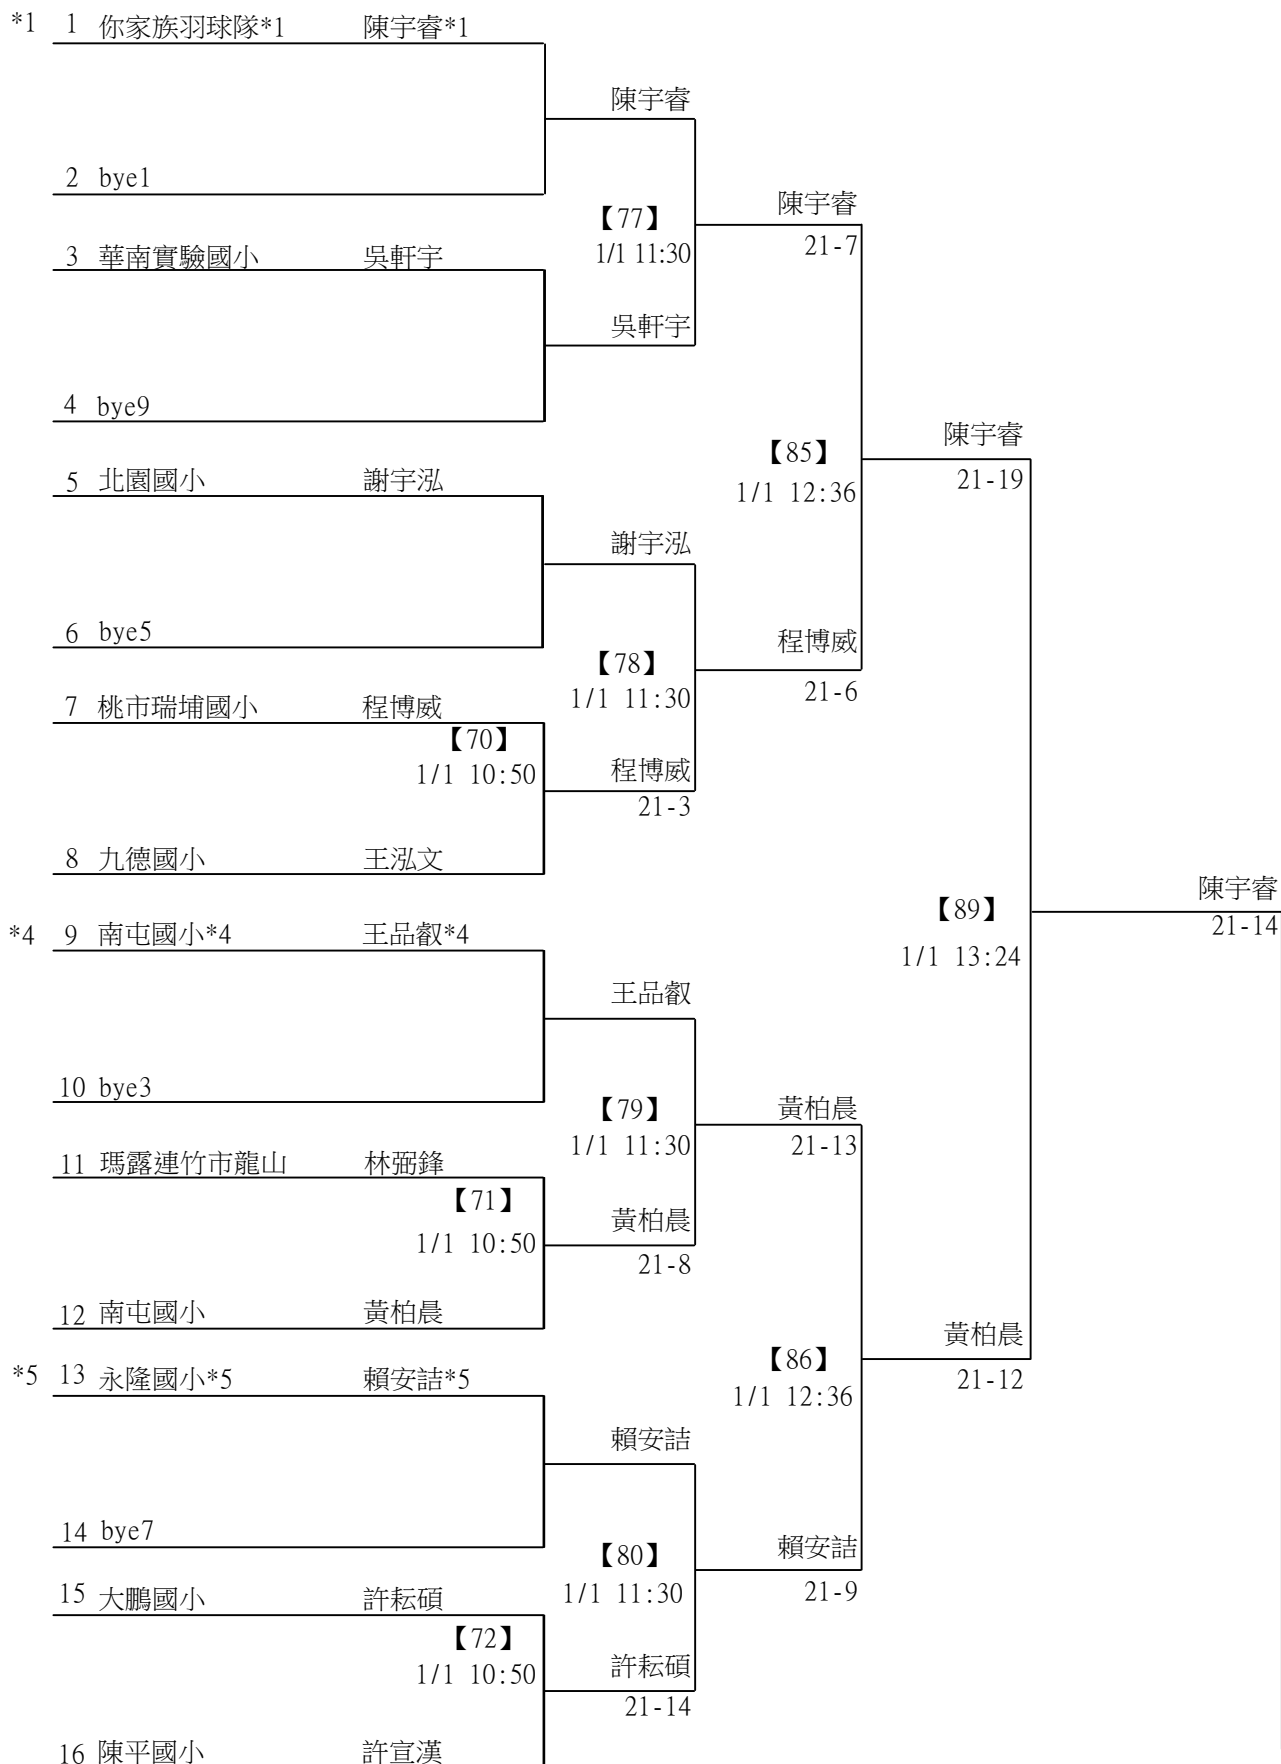 *1 1 你家族羽球隊*1 陳宇睿*1
陳宇睿
2 bye1
陳宇睿
【77】
21-7
3 華南實驗國小 吳軒宇
1/1 11:30
吳軒宇
4 bye9
陳宇睿
【85】
5 北園國小 謝宇泓
21-19
1/1 12:36
謝宇泓
6 bye5
程博威
【78】
21-6
7 桃市瑞埔國小 程博威
1/1 11:30
【70】
1/1 10:50
程博威
21-3
8 九德國小 王泓文
陳宇睿
【89】
21-14
*4 9 南屯國小*4 王品叡*4
1/1 13:24
王品叡
10 bye3
【79】
黃柏晨
1/1 11:30
21-13
11 瑪露連竹市龍山 林弼鋒
【71】
黃柏晨
1/1 10:50
21-8
12 南屯國小 黃柏晨
黃柏晨
【86】
*5 13 永隆國小*5 賴安喆*5
21-12
1/1 12:36
賴安喆
14 bye7
【80】
賴安喆
1/1 11:30
21-9
15 大鵬國小 許耘碩
【72】
1/1 10:50
許耘碩
21-14
16 陳平國小 許宣漢